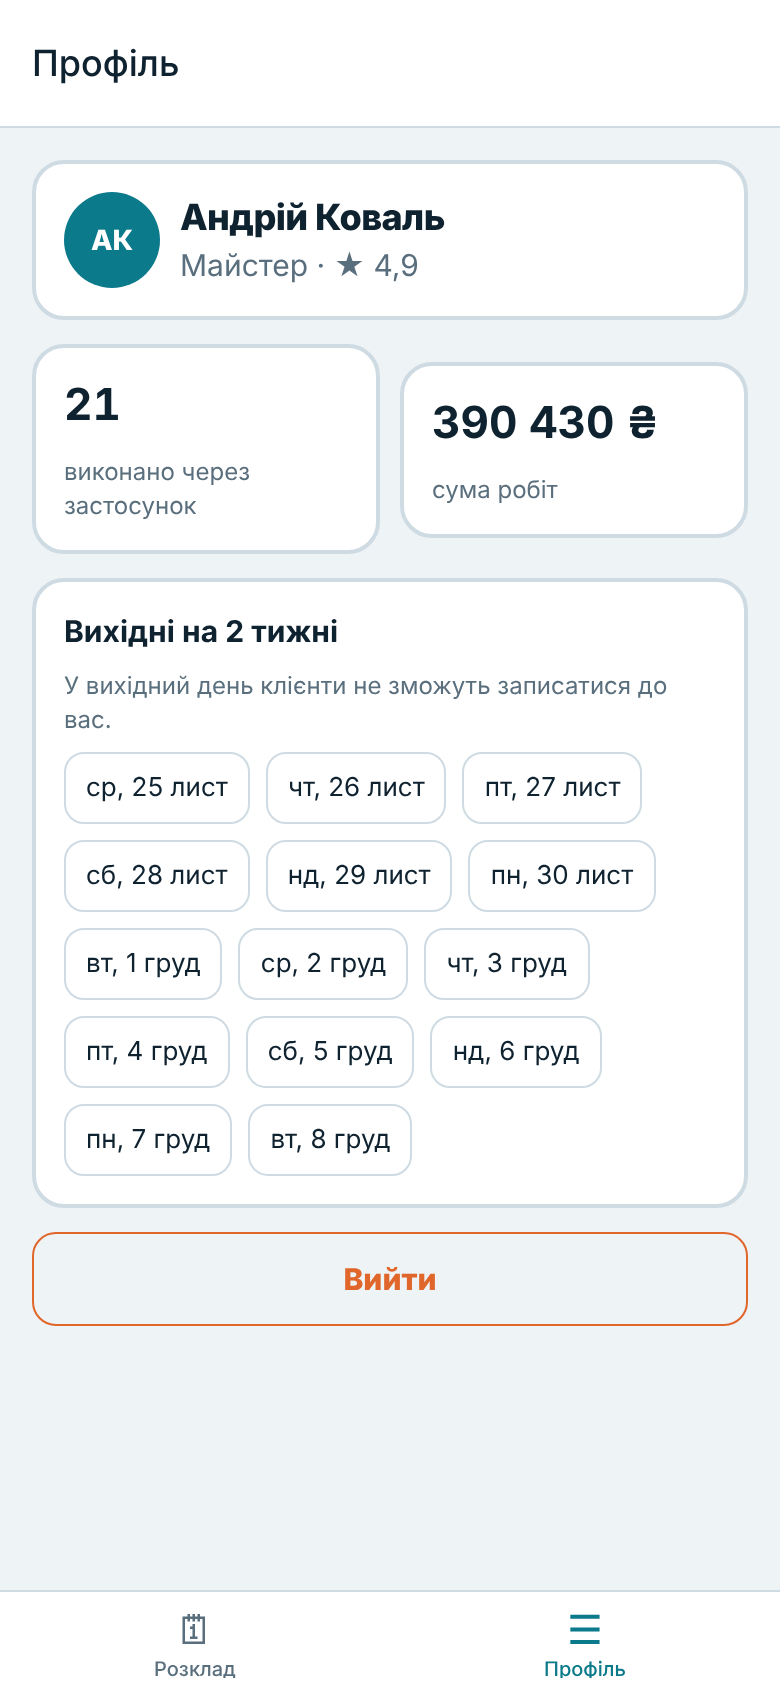 Профіль
АК
Андрій Коваль
Майстер · ★ 4,9
21
виконано через
застосунок
390 430 ₴
сума робіт
Вихідні на 2 тижні
У вихідний день клієнти не зможуть записатися до
вас.
ср, 25 лист
чт, 26 лист
пт, 27 лист
сб, 28 лист
нд, 29 лист
пн, 30 лист
вт, 1 груд
ср, 2 груд
чт, 3 груд
пт, 4 груд
сб, 5 груд
нд, 6 груд
пн, 7 груд
вт, 8 груд
Вийти
Розклад
Профіль